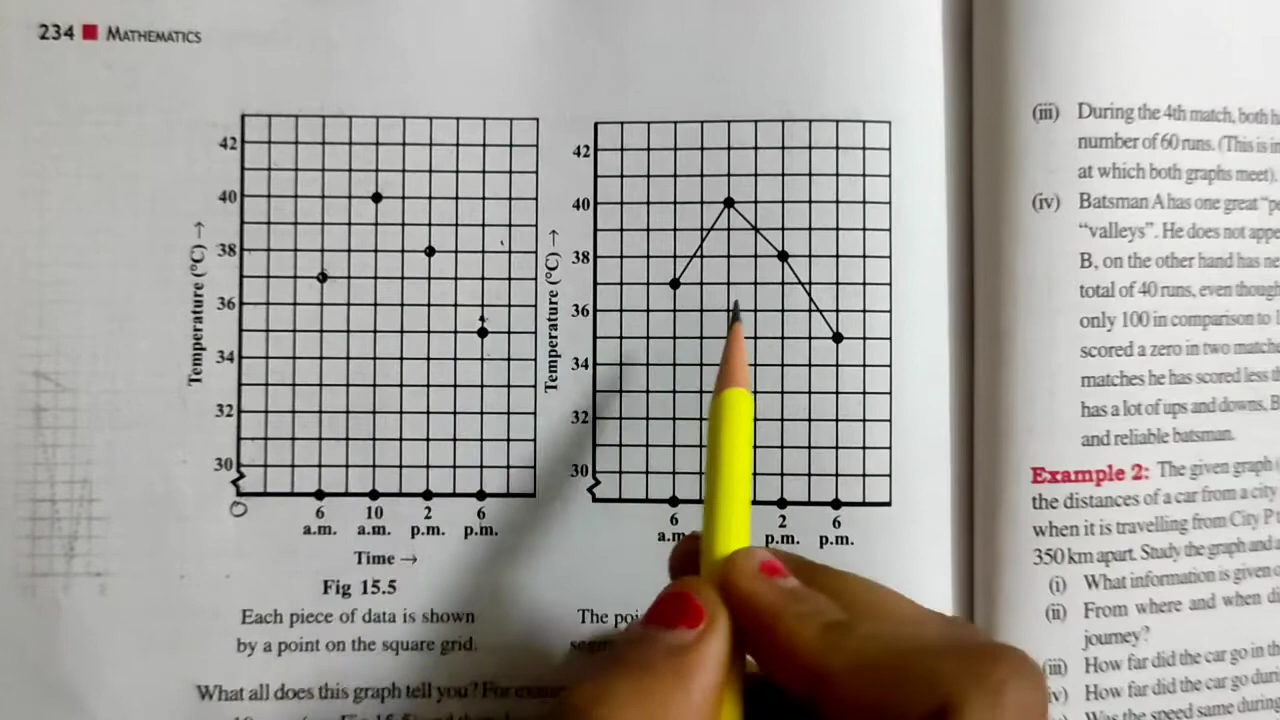 234 MATHEMATICS
42
40
38
36
34
32
30
Temperature (°C) →
0
6 10 2 6
a.m. a.m. p.m. p.m.
Time →
Fig 15.5
Each piece of data is shown
by a point on the square grid.
42
40
38
36
34
32
30
Temperature (°C) →
6 2 6
p.m. p.m.
The
What all does this graph tell you? For
(iii) During the 4th match, both
number of 60 runs. (This is
at which both graphs meet).
(iv) Batsman A has one great
"valleys". He does not
B, on the other hand has
total of 40 runs, even
only 100 in comparison to
scored a zero in two
matches he has scored less
has a lot of ups and downs.
and reliable batsman.
Example 2: The given graph
the distances of a car from a city
when it is travelling from City P
350 km apart. Study the graph and
(i) What information is given
(ii) From where and when
journey?
(iii) How far did the car go in
How far did the car go
the speed same during